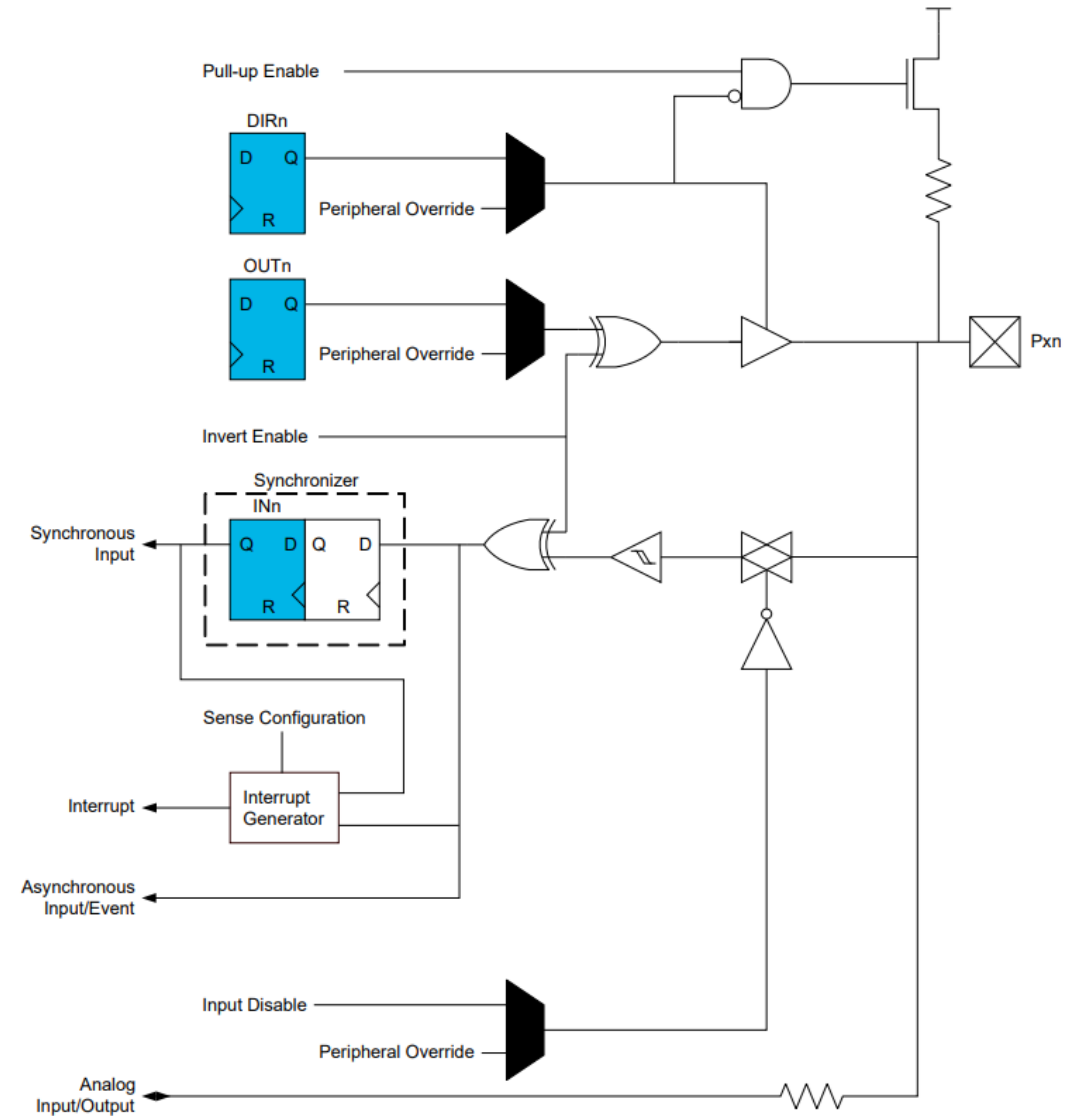 Pull-up Enable
DIRn
D Q
Peripheral Override
R
OUTn
D Q
Peripheral Override
R
Pxn
Invert Enable
Synchronizer
INn
Synchronous
Input
Q D Q D
R R
Sense Configuration
Interrupt
Interrupt
Generator
Asynchronous
Input/Event
Input Disable
Peripheral Override
Analog
Input/Output